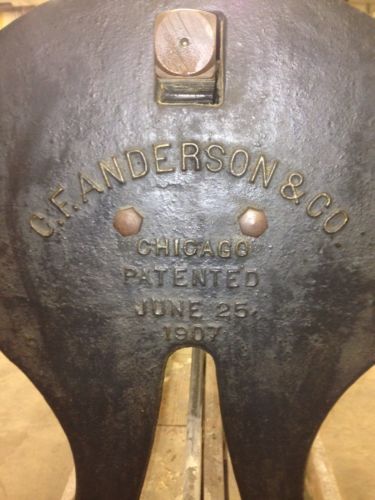 C.F. ANDERSON & CO.
CHICAGO
PATENTED
JUNE 25,
1907